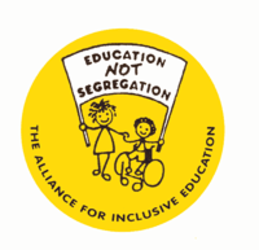 EDUCATION
NOT
SEGREGATION
THE ALLIANCE FOR INCLUSIVE EDUCATION